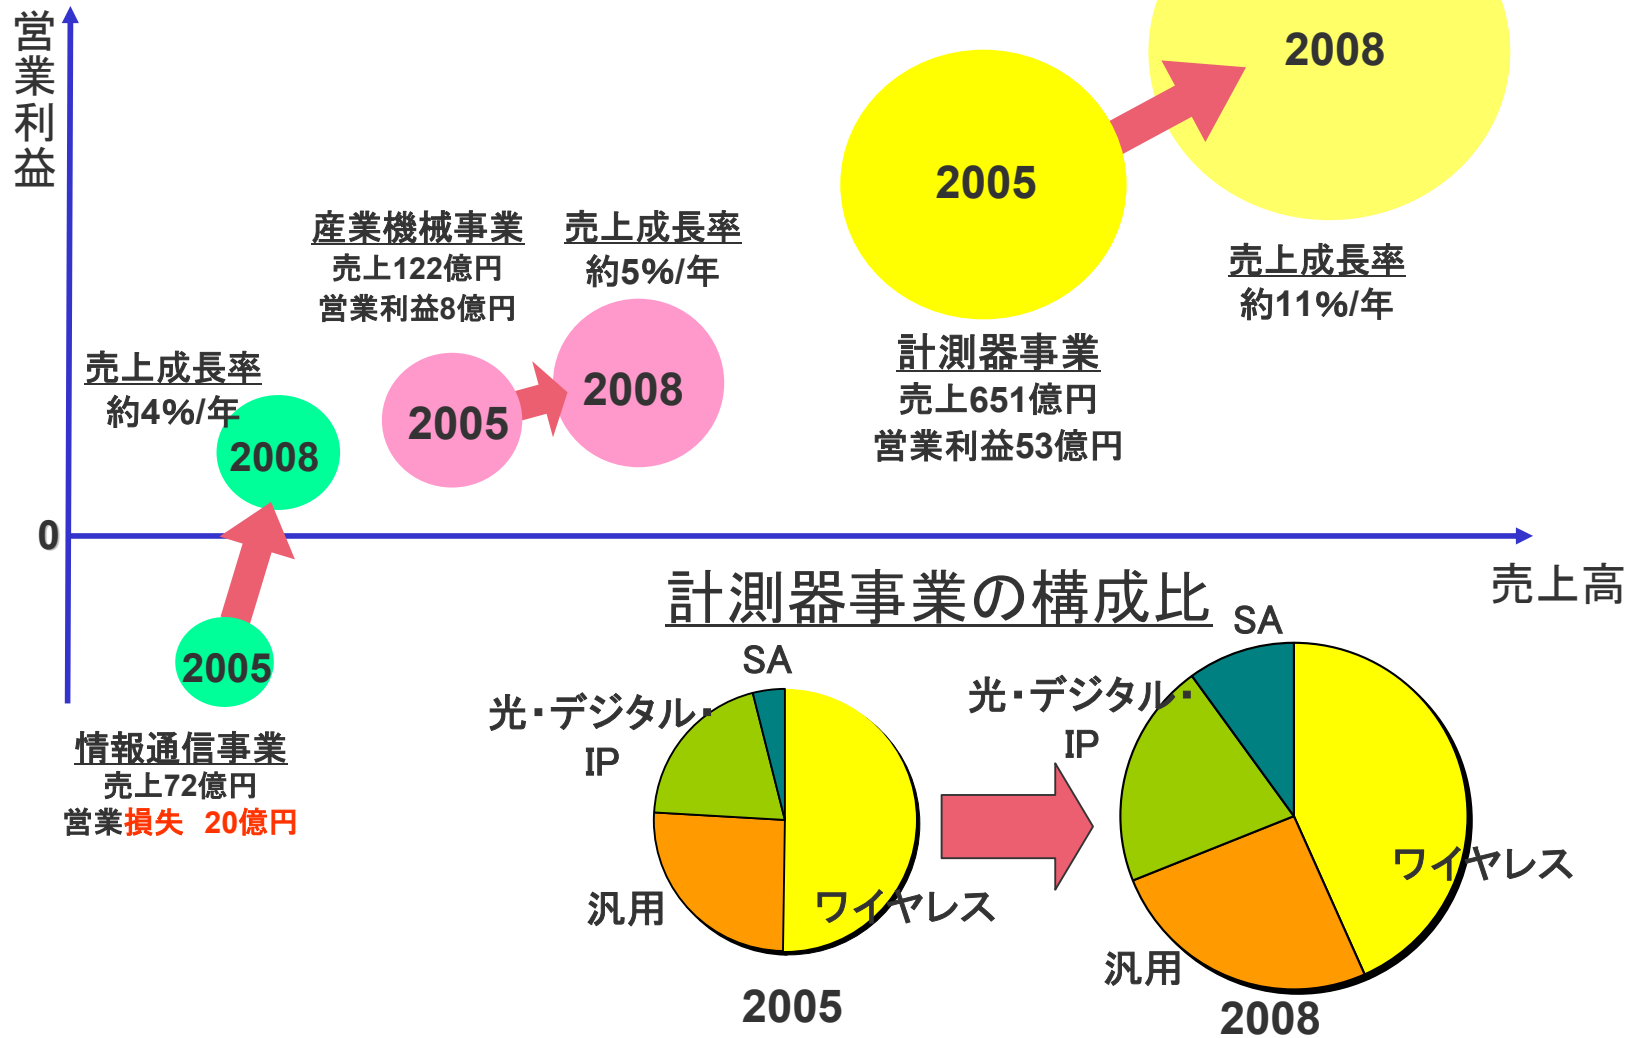 営業利益
2008
2005
産業機械事業
売上122億円
営業利益8億円
売上成長率
約5%/年
売上成長率
約11%/年
計測器事業
売上651億円
営業利益53億円
売上成長率
約4%/年
2008
2005
2008
0
売上高
2005
情報通信事業
売上72億円
営業損失　20億円
計測器事業の構成比
SA
光・デジタル・
IP
汎用
ワイヤレス
2005
SA
光・デジタル・
IP
ワイヤレス
汎用
2008